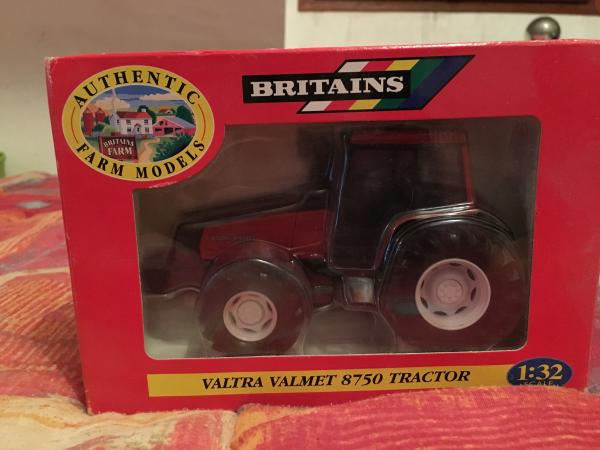 AUTHENTIC
FARM MODELS
BRITAINS
FARM
BRITAINS
VALTRA VALMET 8750 TRACTOR
1:32
SCALE